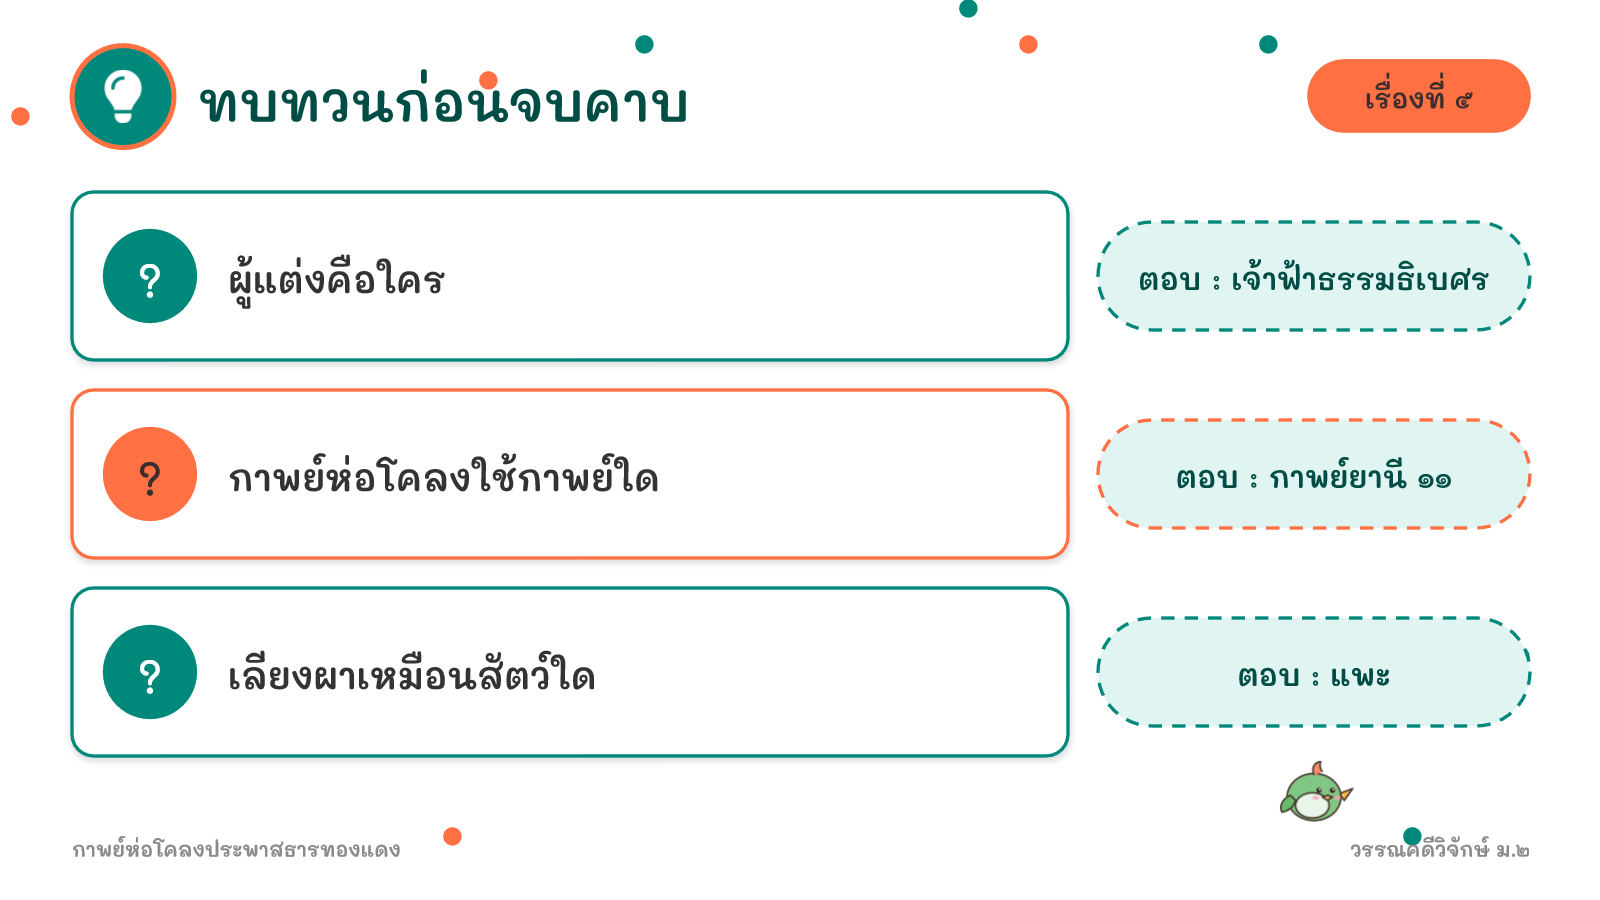 ทบทวนก่อนจบคาบ
เรื่องที่ ๕
?
ผู้แต่งคือใคร
ตอบ : เจ้าฟ้าธรรมธิเบศร
?
กาพย์ห่อโคลงใช้กาพย์ใด
ตอบ : กาพย์ยานี ๑๑
?
เลียงผาเหมือนสัตว์ใด
ตอบ : แพะ
กาพย์ห่อโคลงประพาสธารทองแดง
วรรณคดีวิจักษ์ ม.๒